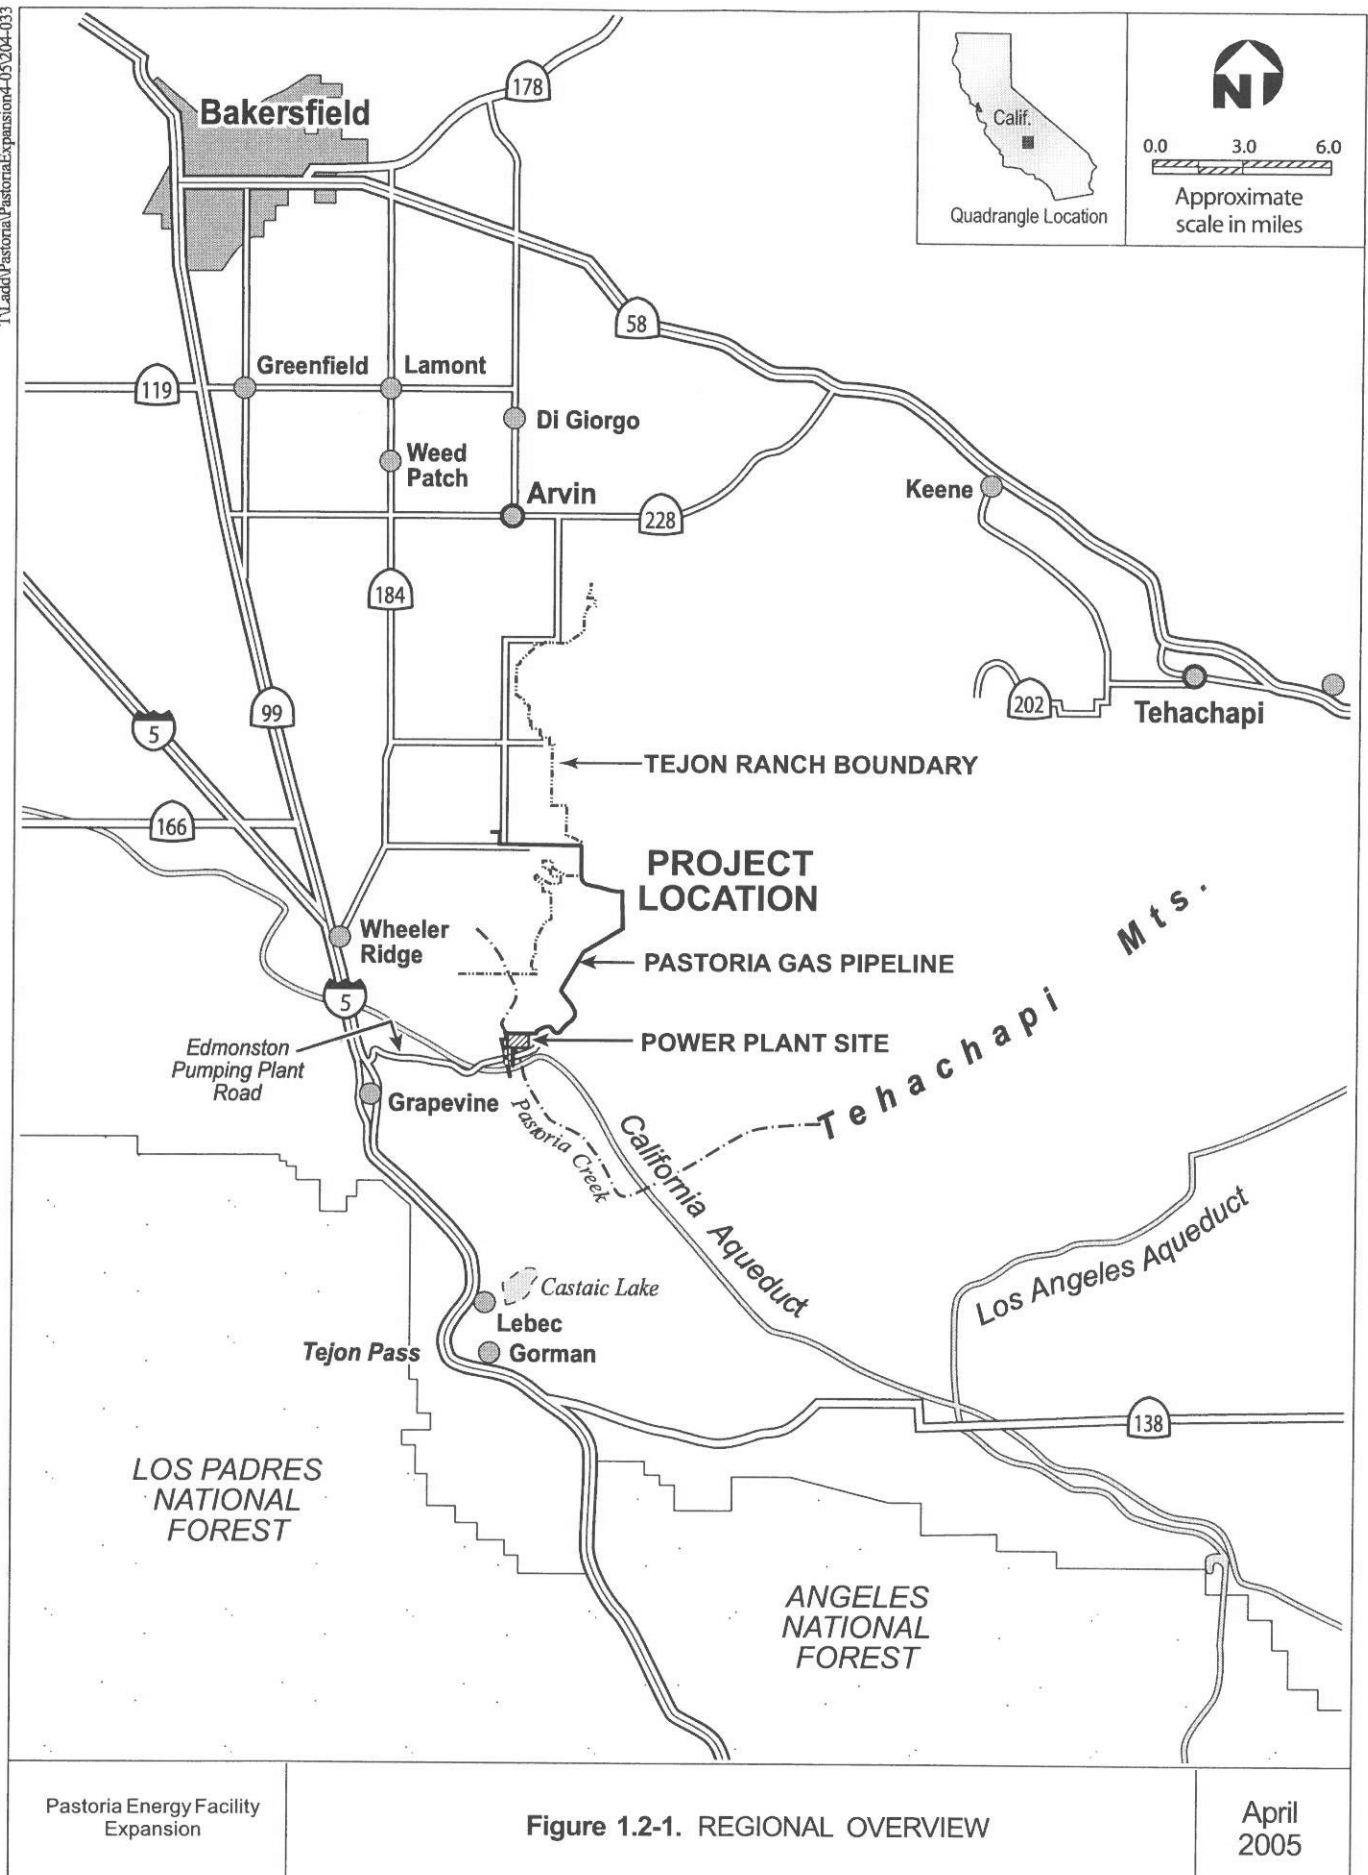 T\Ladd\Pastoria\PastoriaExpansion4-05\204-033
Bakersfield
178
Calif.
Quadrangle Location
N
0.0 3.0 6.0
Approximate
scale in miles
58
119
Greenfield
Lamont
Di Giorgo
Weed
Patch
Arvin
228
Keene
184
99
5
202
Tehachapi
TEJON RANCH BOUNDARY
166
PROJECT
LOCATION
Wheeler
Ridge
PASTORIA GAS PIPELINE
Tehachapi Mts.
5
POWER PLANT SITE
Edmonston
Pumping Plant
Road
Grapevine
Pastoria Creek
California Aqueduct
Los Angeles Aqueduct
Castaic Lake
Lebec
Tejon Pass
Gorman
138
LOS PADRES
NATIONAL
FOREST
ANGELES
NATIONAL
FOREST
Pastoria Energy Facility
Expansion
Figure 1.2-1. REGIONAL OVERVIEW
April
2005